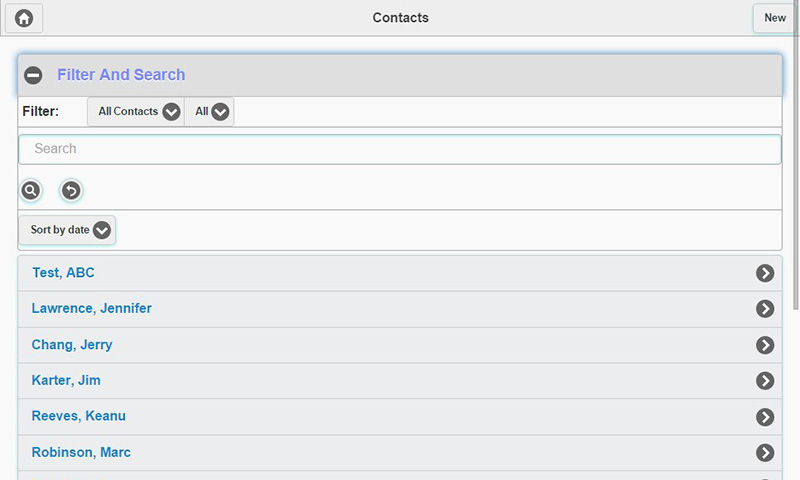 Contacts
New
Filter And Search
Filter: All Contacts All
Search
Sort by date
Test, ABC
Lawrence, Jennifer
Chang, Jerry
Karter, Jim
Reeves, Keanu
Robinson, Marc